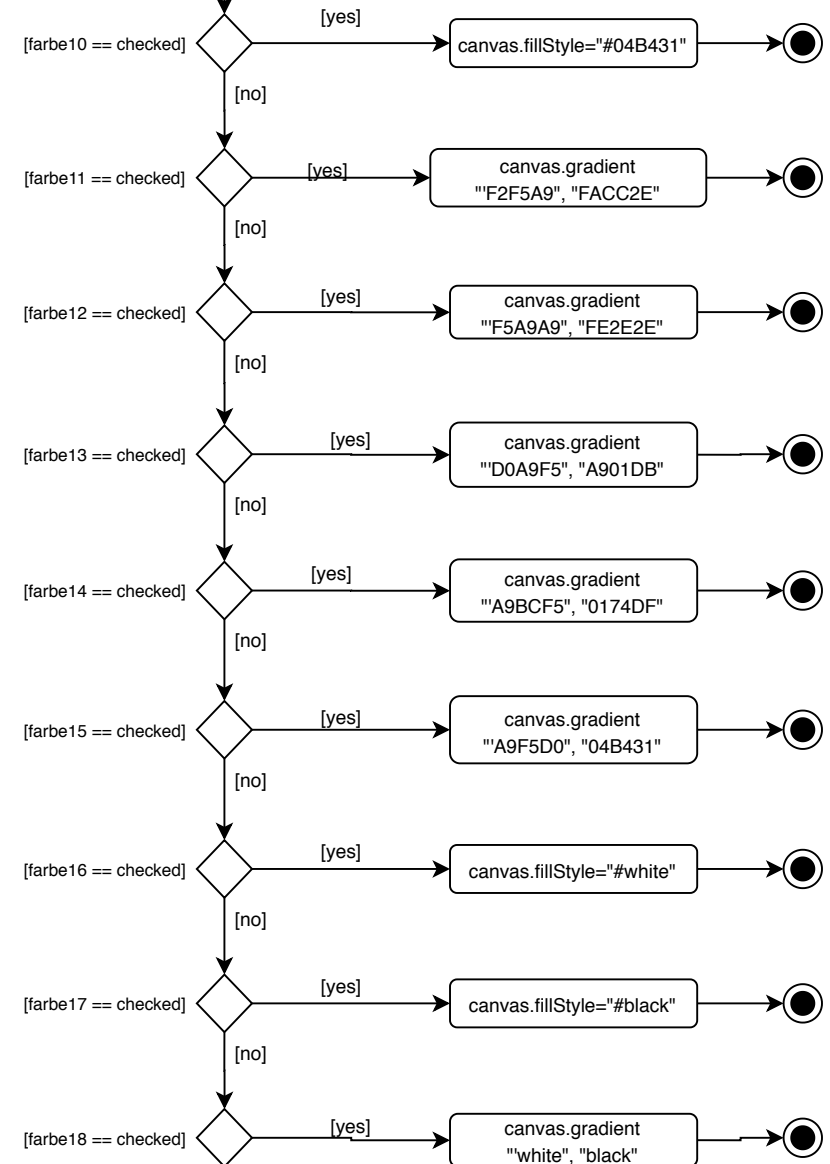 [yes]
[farbe10 == checked]
canvas.fillStyle="#04B431"
[no]
[yes]
[farbe11 == checked]
canvas.gradient
"'F2F5A9", "FACC2E"
[no]
[yes]
[farbe12 == checked]
canvas.gradient
"'F5A9A9", "FE2E2E"
[no]
[yes]
[farbe13 == checked]
canvas.gradient
"'D0A9F5", "A901DB"
[no]
[yes]
[farbe14 == checked]
canvas.gradient
"'A9BCF5", "0174DF"
[no]
[yes]
[farbe15 == checked]
canvas.gradient
"'A9F5D0", "04B431"
[no]
[yes]
[farbe16 == checked]
canvas.fillStyle="#white"
[no]
[yes]
[farbe17 == checked]
canvas.fillStyle="#black"
[no]
[yes]
[farbe18 == checked]
canvas.gradient
"'white", "black"